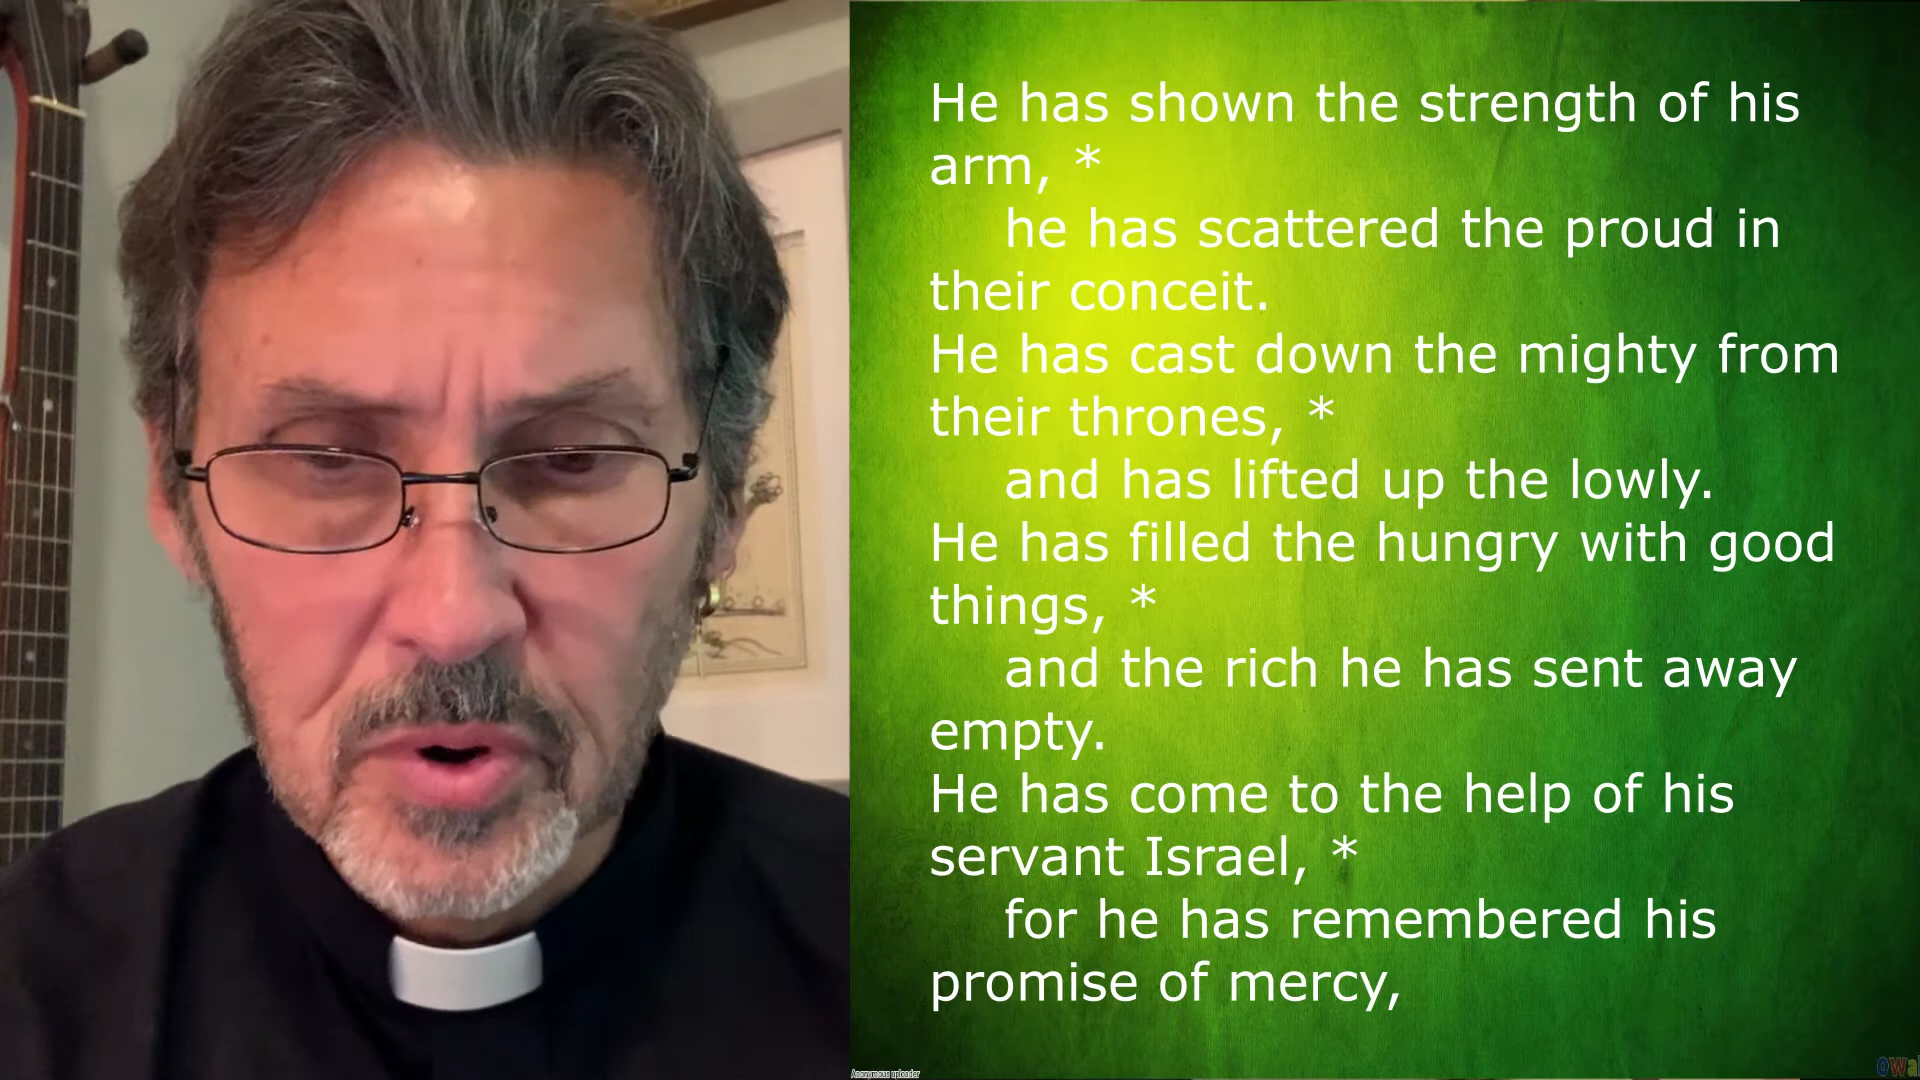 He has shown the strength of his
arm, *
he has scattered the proud in
their conceit.
He has cast down the mighty from
their thrones, *
and has lifted up the lowly.
He has filled the hungry with good
things, *
and the rich he has sent away
empty.
He has come to the help of his
servant Israel, *
for he has remembered his
promise of mercy,
Anonymous uploader